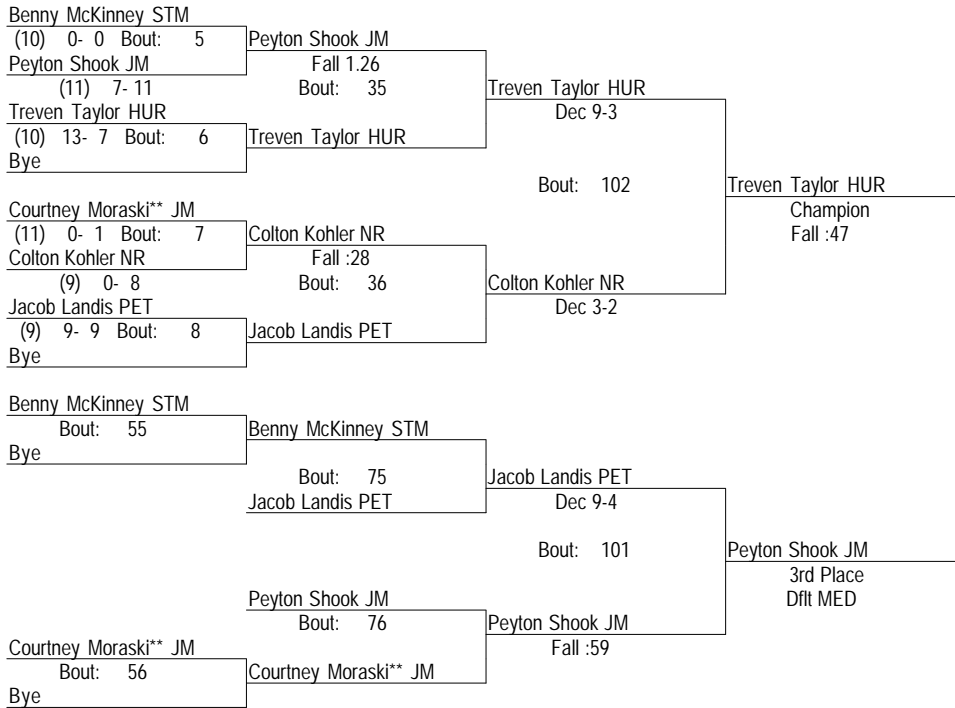 Benny McKinney STM
(10) 0- 0 Bout: 5 Peyton Shook JM
Peyton Shook JM Fall 1.26
(11) 7- 11 Bout: 35 Treven Taylor HUR
Treven Taylor HUR Dec 9-3
(10) 13- 7 Bout: 6 Treven Taylor HUR
Bye
Bout: 102 Treven Taylor HUR
Courtney Moraski** JM Champion
(11) 0- 1 Bout: 7 Colton Kohler NR Fall :47
Colton Kohler NR Fall :28
(9) 0- 8 Bout: 36 Colton Kohler NR
Jacob Landis PET Dec 3-2
(9) 9- 9 Bout: 8 Jacob Landis PET
Bye
Benny McKinney STM
Bout: 55 Benny McKinney STM
Bye
Bout: 75 Jacob Landis PET
Jacob Landis PET Dec 9-4
Bout: 101 Peyton Shook JM
3rd Place
Peyton Shook JM Dflt MED
Bout: 76 Peyton Shook JM
Courtney Moraski** JM Fall :59
Bout: 56 Courtney Moraski** JM
Bye